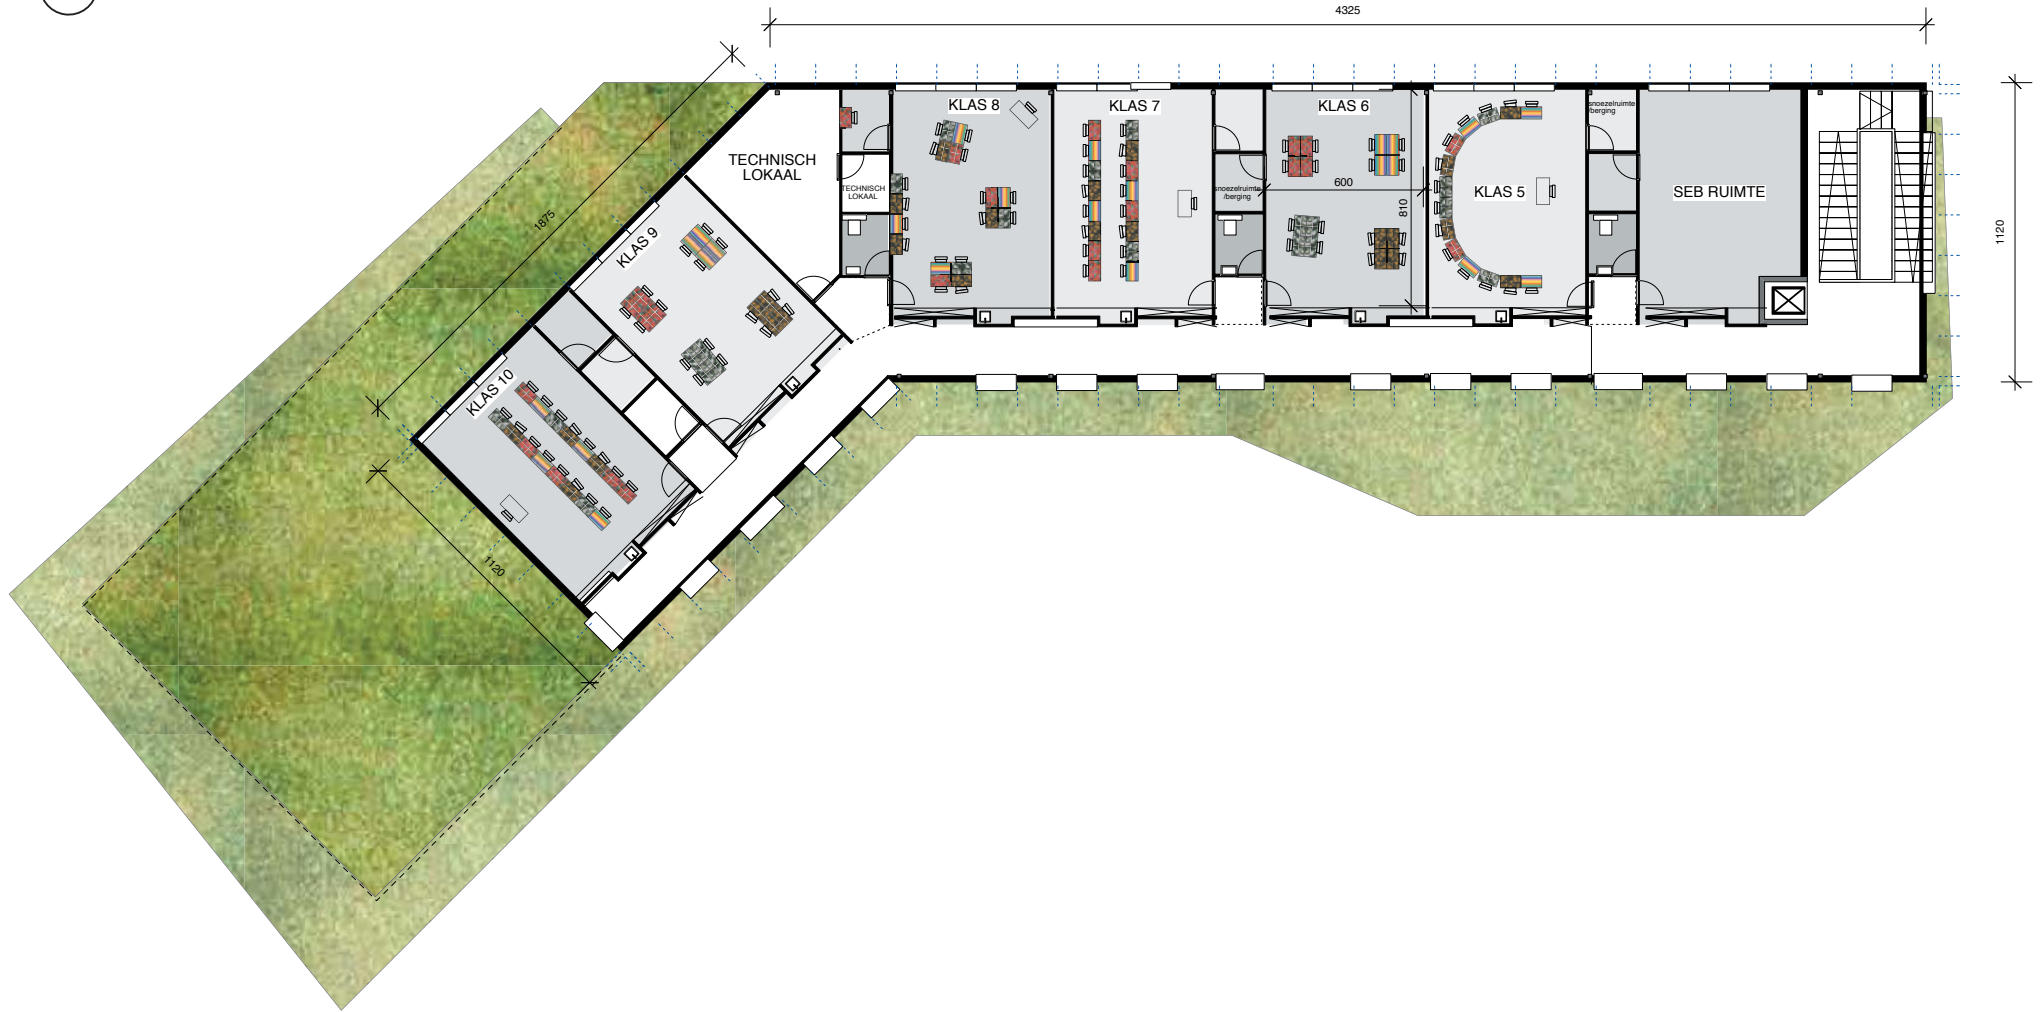 4325
KLAS 8
KLAS 7
KLAS 6
KLAS 5
snoezelruimte
/berging
TECHNISCH
LOKAAL
TECHNISCH
LOKAAL
snoezelruimte
/berging
600
810
SEB RUIMTE
1120
1875
KLAS 9
KLAS 10
1120